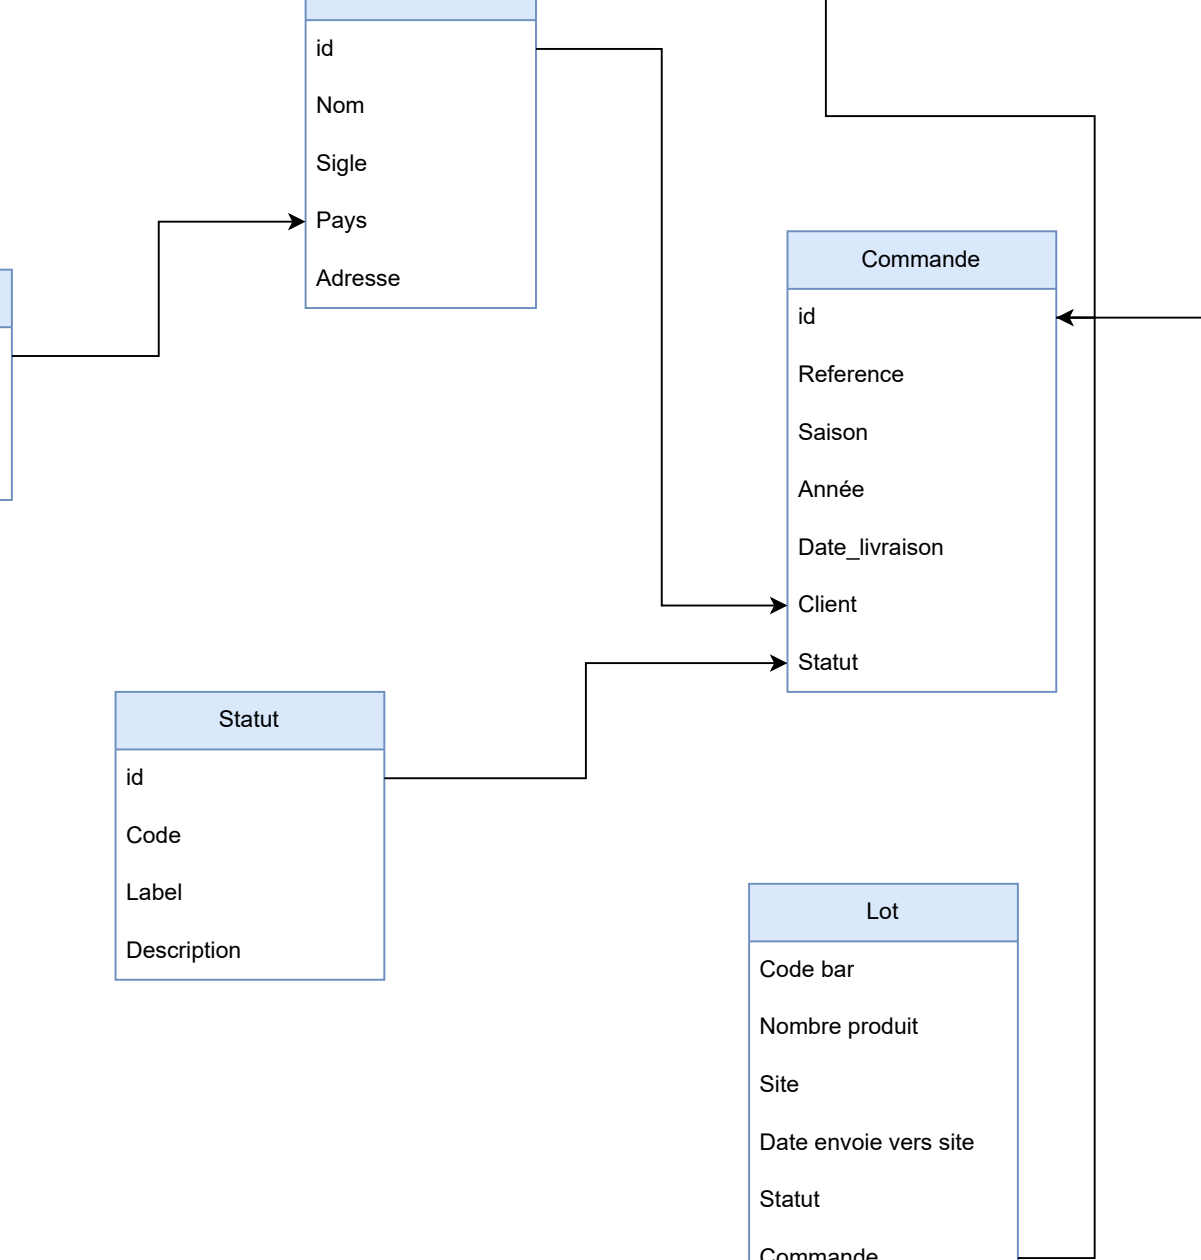 id
Nom
Sigle
Pays
Adresse
Commande
id
Reference
Saison
Année
Date_livraison
Client
Statut
Statut
id
Code
Label
Description
Lot
Code bar
Nombre produit
Site
Date envoie vers site
Statut
Commande